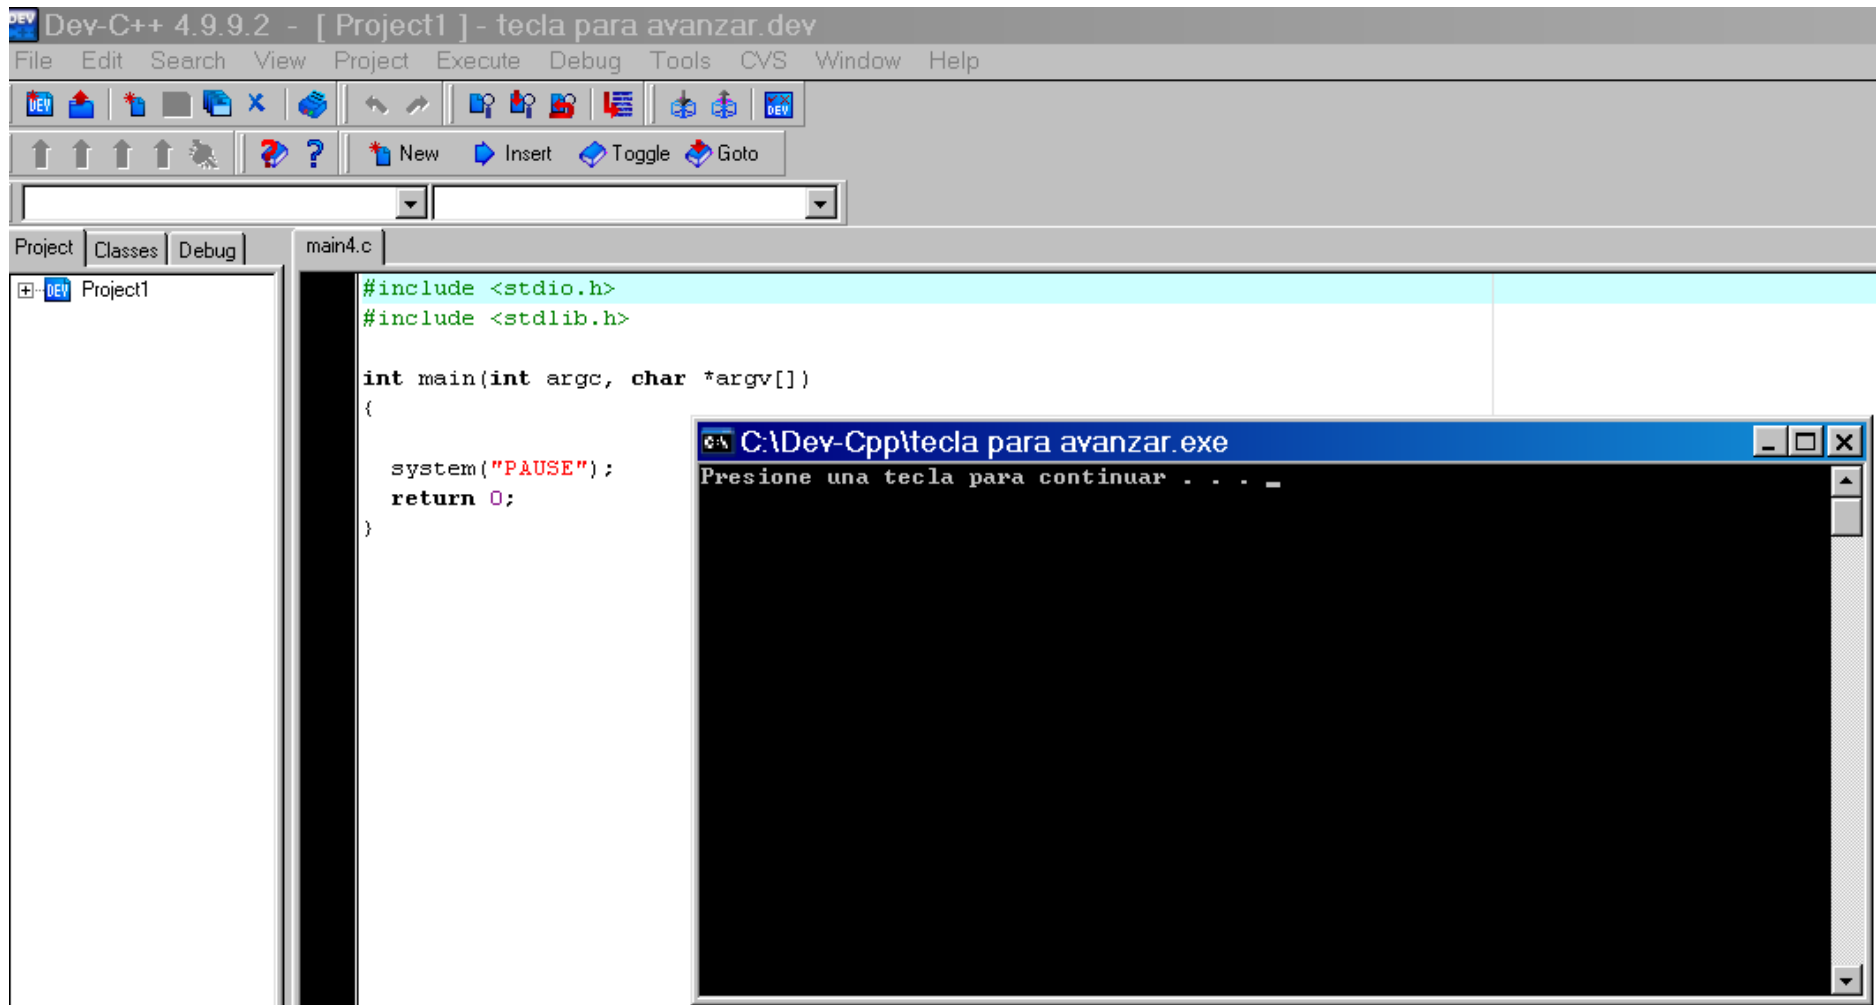 Dev-C++ 4.9.9.2 - [ Project1 ] - tecla para avanzar.dev
File Edit Search View Project Execute Debug Tools CVS Window Help
New Insert Toggle Goto
Project Classes Debug main4.c
Project1
#include <stdio.h>
#include <stdlib.h>
int main(int argc, char *argv[])
{
system("PAUSE");
return 0;
}
C:\Dev-Cpp\tecla para avanzar.exe
Presione una tecla para continuar . . . _